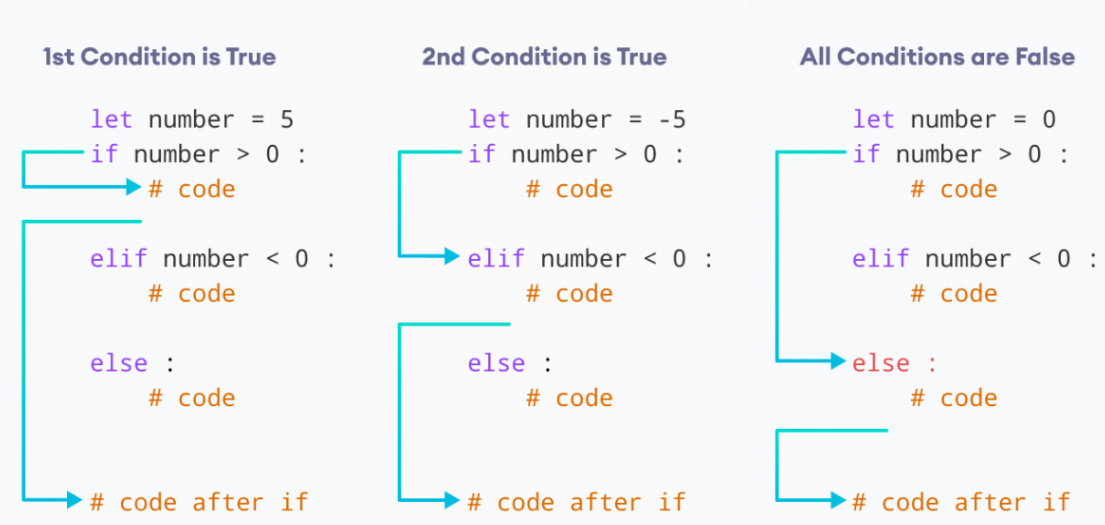 1st Condition is True
let number = 5
if number > 0 :
# code
elif number < 0 :
# code
else :
# code
# code after if
2nd Condition is True
let number = -5
if number > 0 :
# code
elif number < 0 :
# code
else :
# code
# code after if
All Conditions are False
let number = 0
if number > 0 :
# code
elif number < 0 :
# code
else :
# code
# code after if